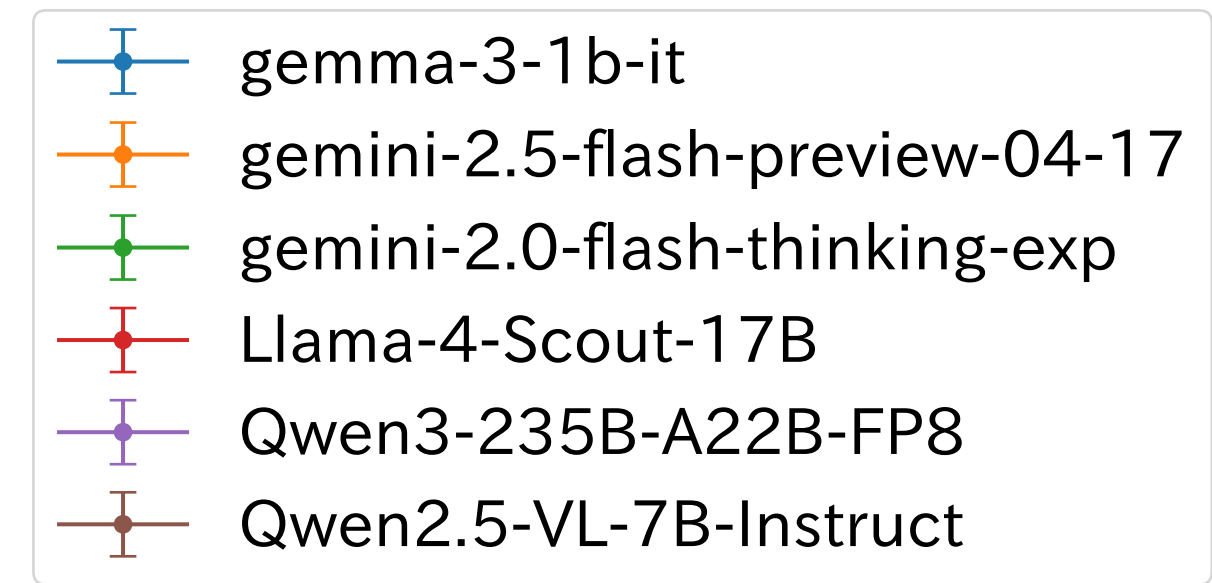 gemma-3-1b-it
gemini-2.5-flash-preview-04-17
gemini-2.0-flash-thinking-exp
Llama-4-Scout-17B
Qwen3-235B-A22B-FP8
Qwen2.5-VL-7B-Instruct